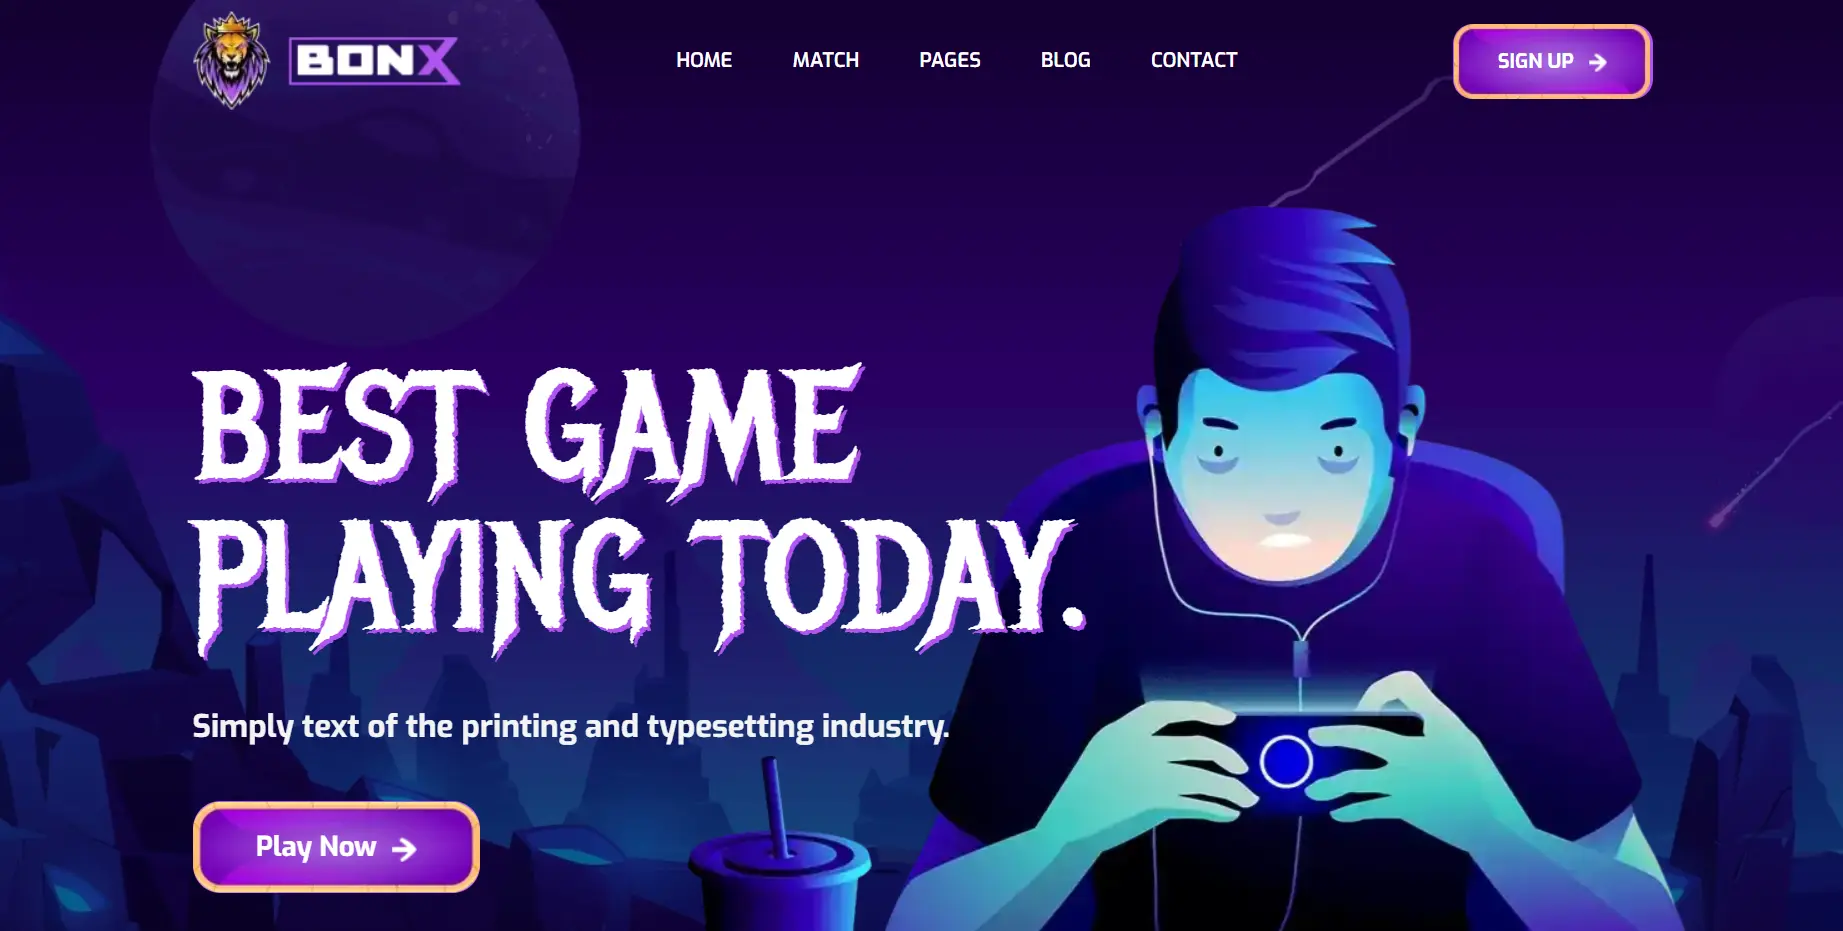 BONX
HOME
MATCH
PAGES
BLOG
CONTACT
SIGN UP
BEST GAME
PLAYING TODAY.
Simply text of the printing and typesetting industry.
Play Now